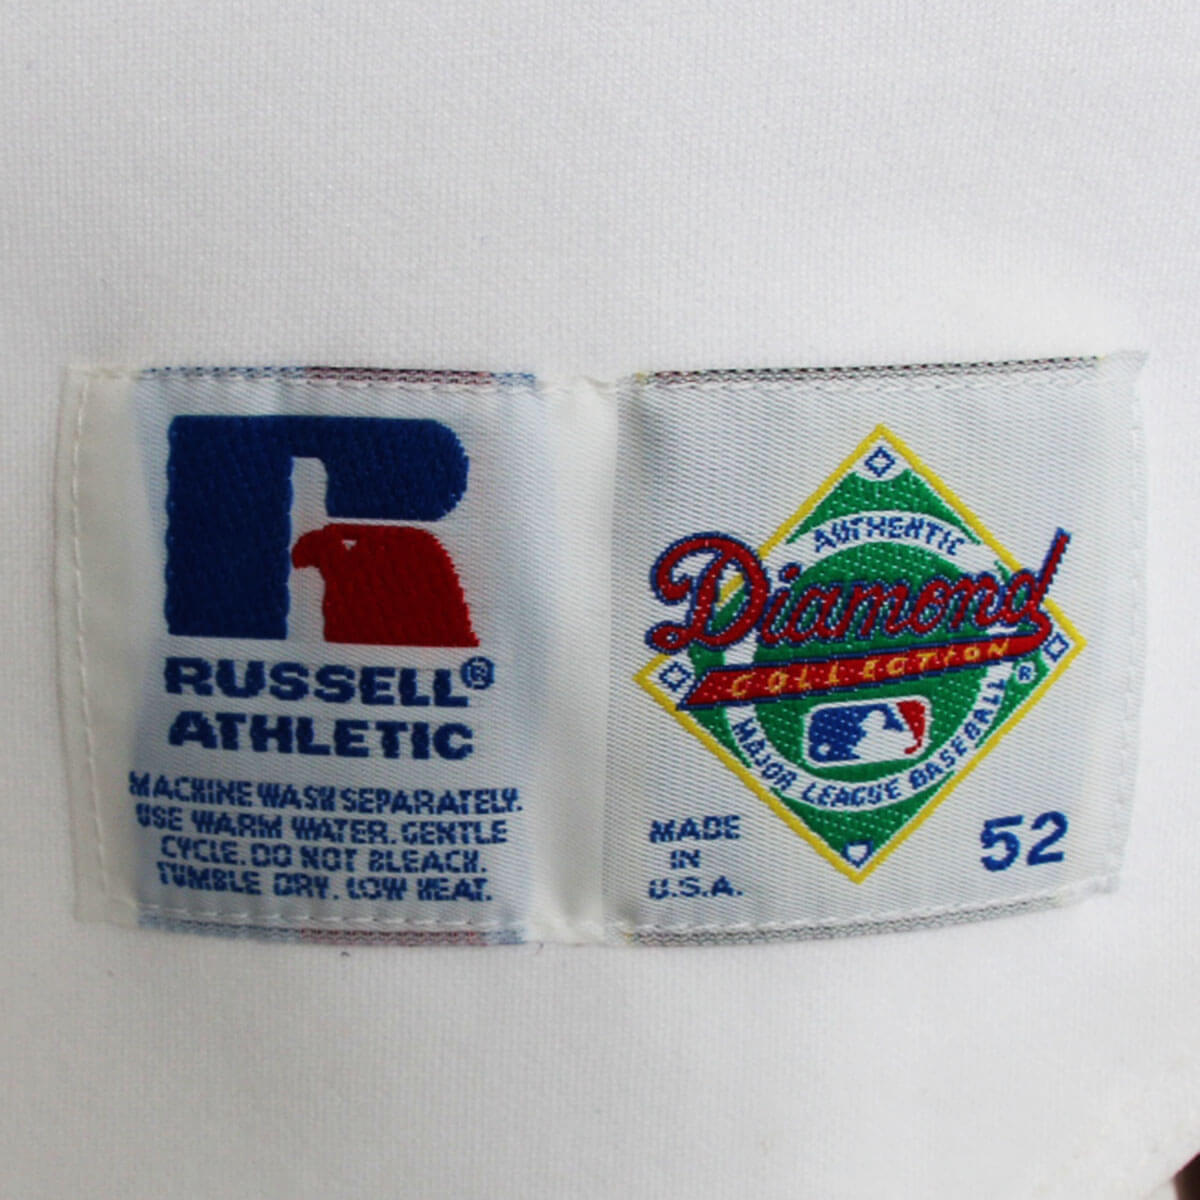 RUSSELL®
ATHLETIC
MACHINE WASH SEPARATELY.
USE WARM WATER. GENTLE
CYCLE. DO NOT BLEACH.
TUMBLE DRY. LOW HEAT.
AUTHENTIC
Diamond
COLLECTION
MAJOR LEAGUE BASEBALL ®
MADE
IN
U.S.A.
52